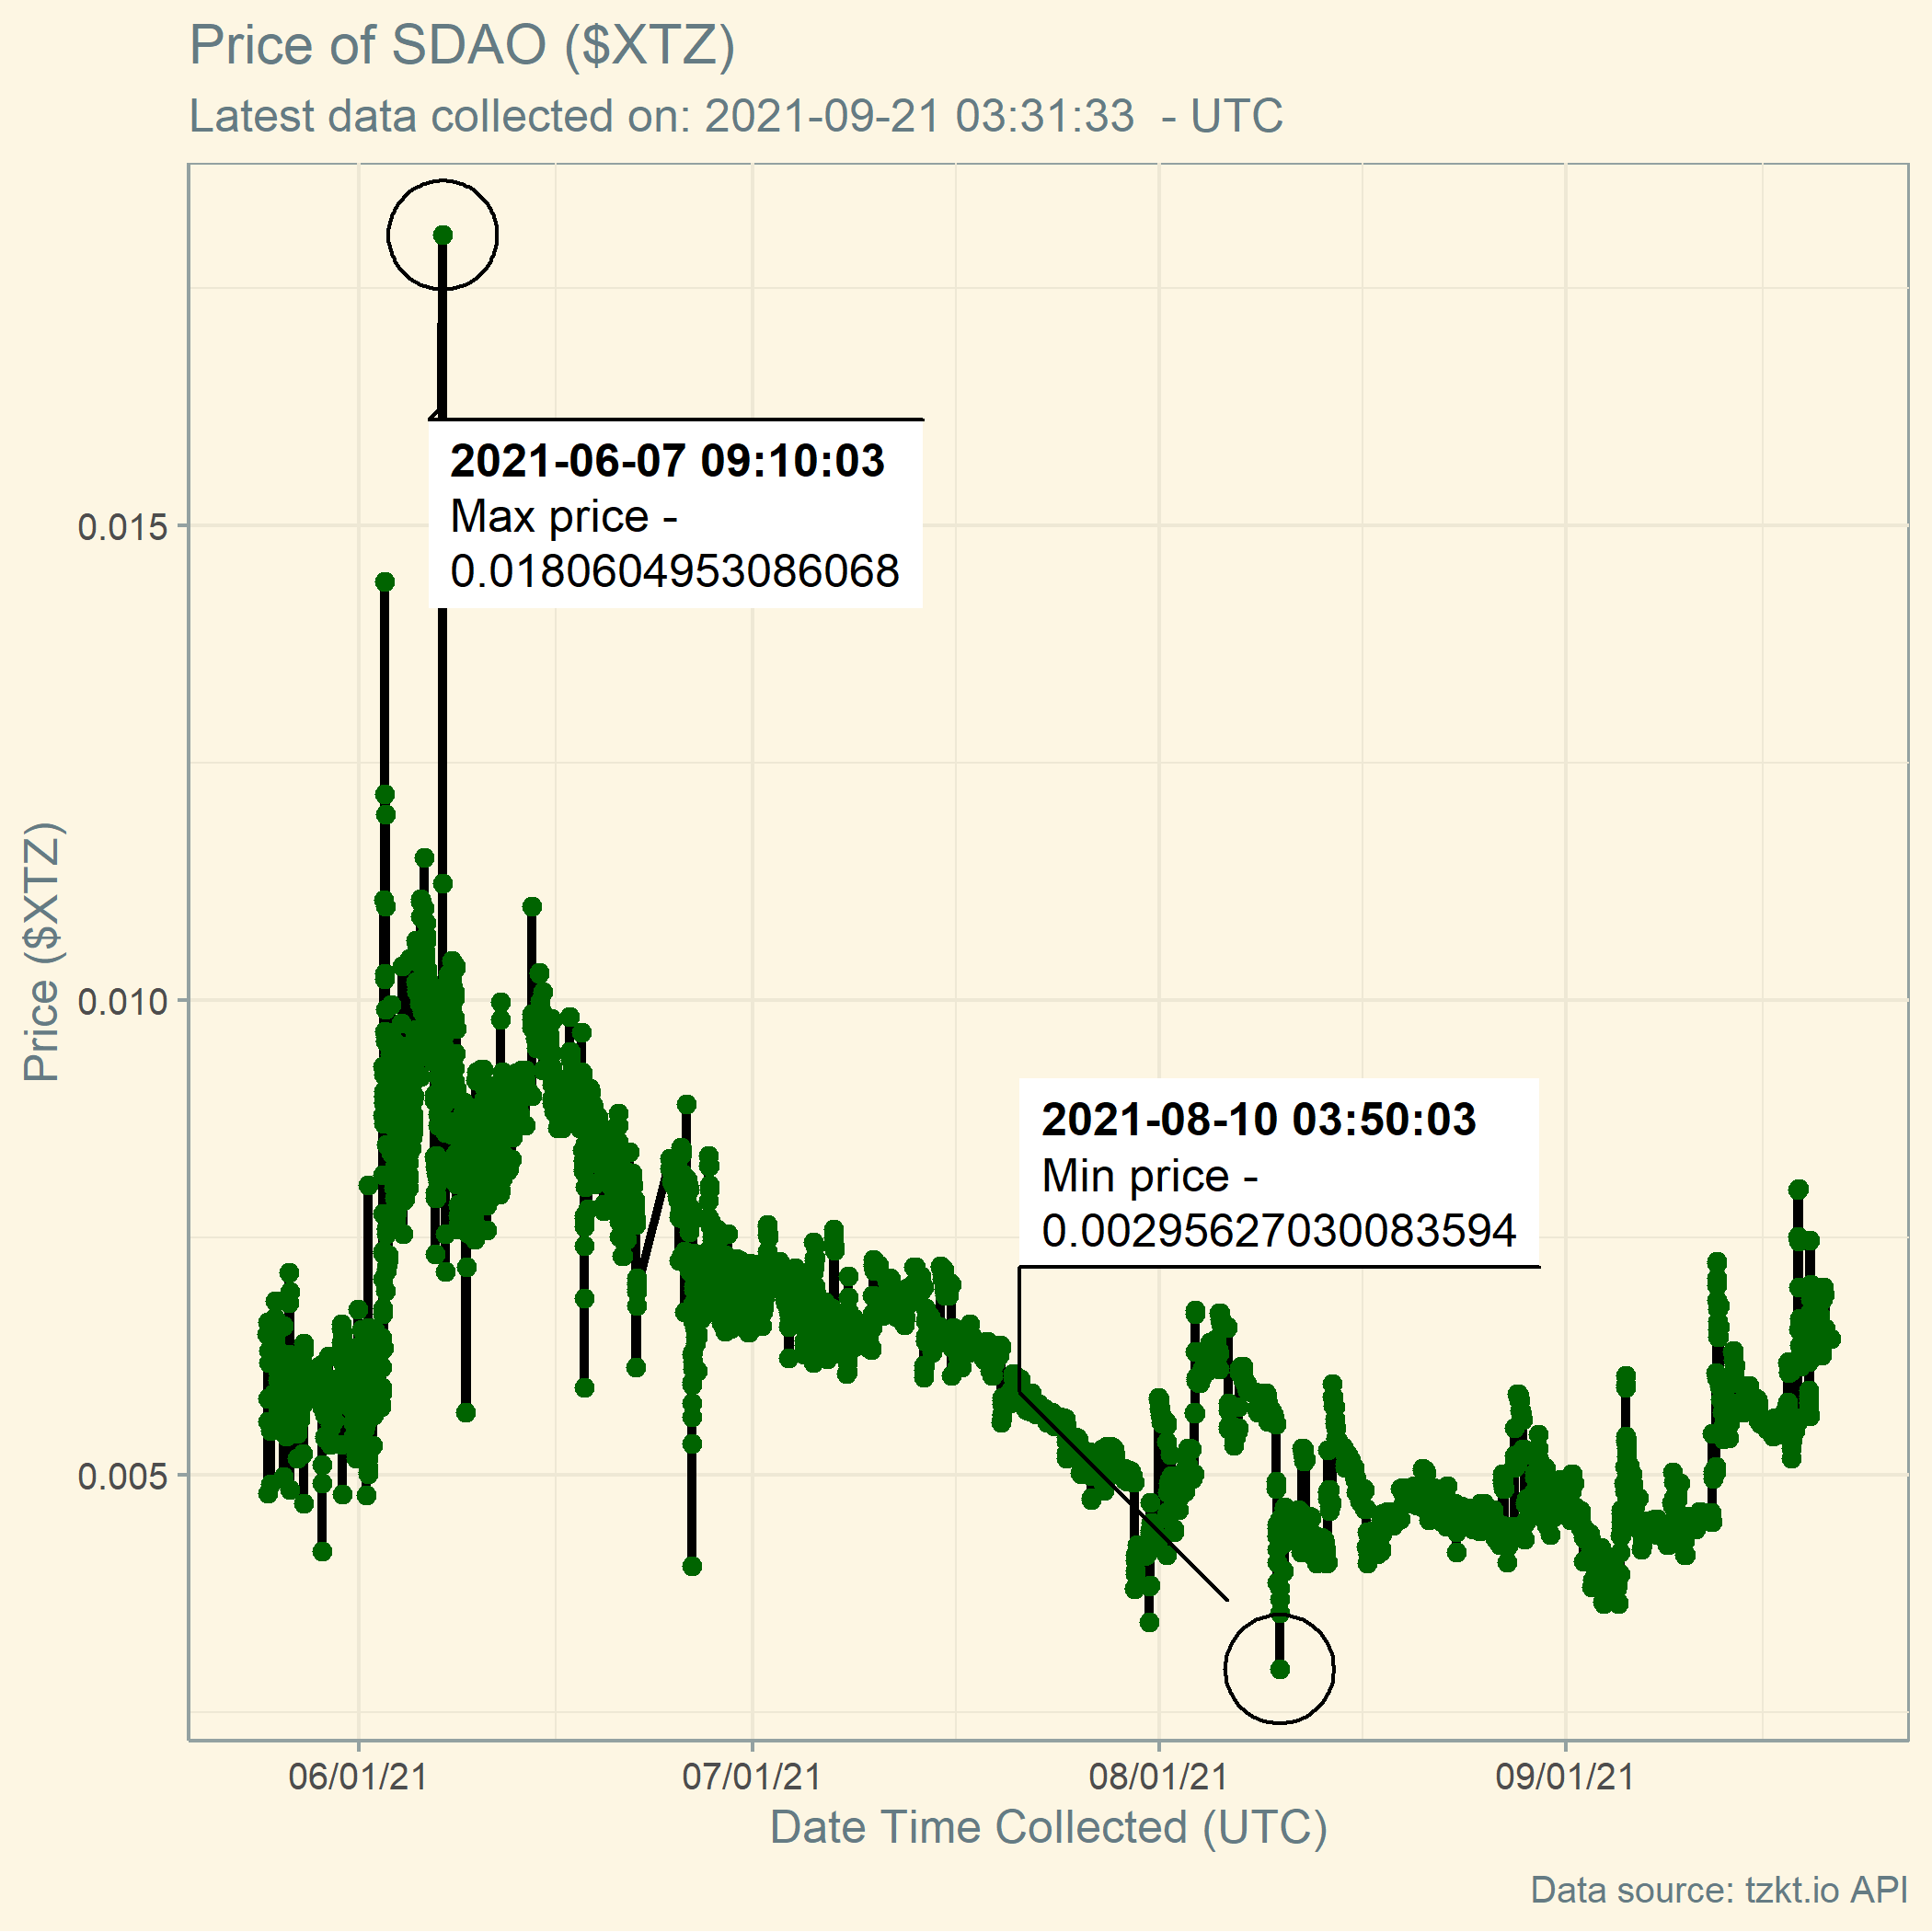 Price of SDAO ($XTZ)
Latest data collected on: 2021-09-21 03:31:33  - UTC
2021-06-07 09:10:03
Max price -
0.0180604953086068
0.015
0.010
0.005
Price ($XTZ)
2021-08-10 03:50:03
Min price -
0.00295627030083594
06/01/21
07/01/21
08/01/21
09/01/21
Date Time Collected (UTC)
Data source: tzkt.io API